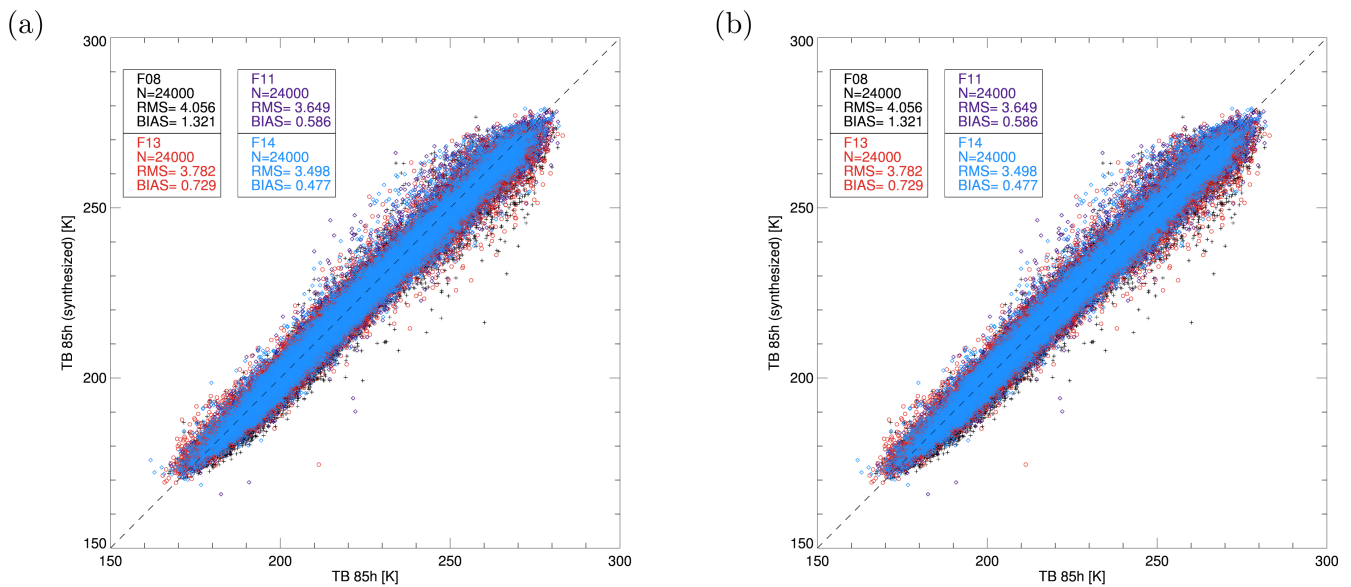 (a)
300
250
200
150
150
200
250
300
TB 85h (synthesized) [K]
TB 85h [K]
F08
N=24000
RMS= 4.056
BIAS= 1.321
F11
N=24000
RMS= 3.649
BIAS= 0.586
F13
N=24000
RMS= 3.782
BIAS= 0.729
F14
N=24000
RMS= 3.498
BIAS= 0.477
(b)
300
250
200
150
150
200
250
300
TB 85h (synthesized) [K]
TB 85h [K]
F08
N=24000
RMS= 4.056
BIAS= 1.321
F11
N=24000
RMS= 3.649
BIAS= 0.586
F13
N=24000
RMS= 3.782
BIAS= 0.729
F14
N=24000
RMS= 3.498
BIAS= 0.477